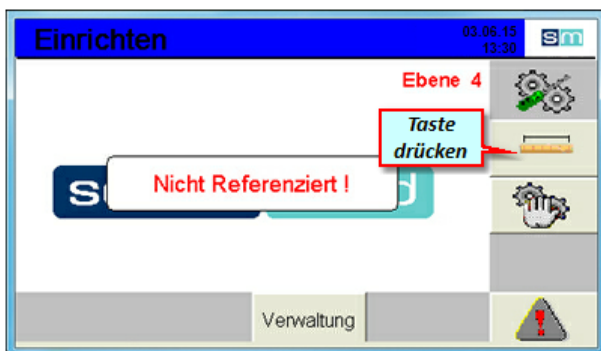 Einrichten
03.06.15
13:30
sm
Ebene 4
Taste
drücken
Nicht Referenziert !
Verwaltung